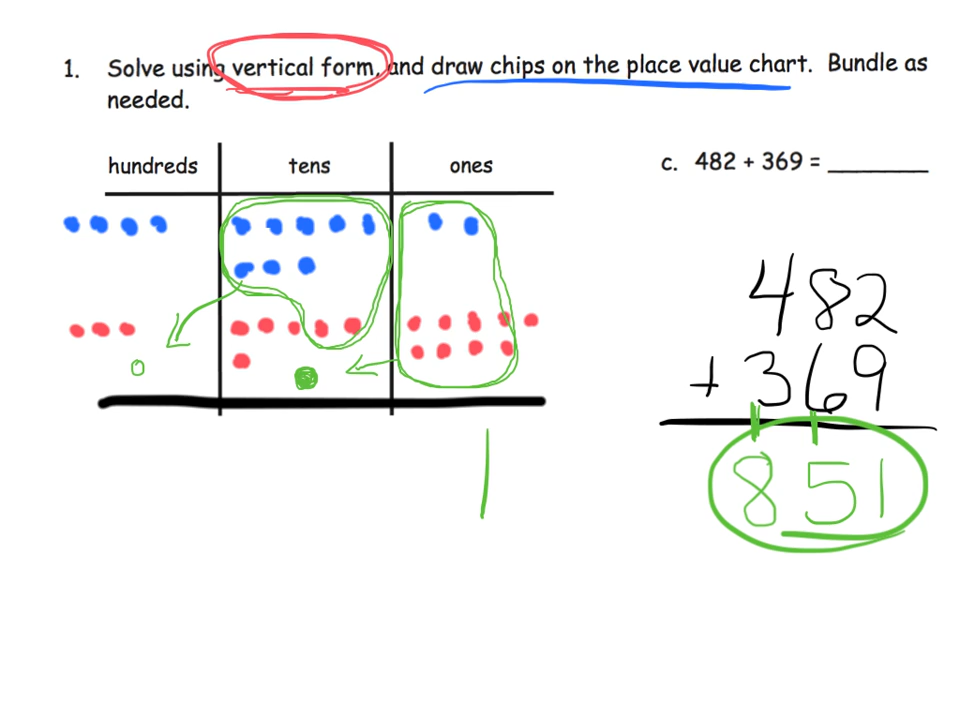 1. Solve using vertical form, and draw chips on the place value chart. Bundle as
needed.
hundreds tens ones
c. 482 + 369 = ________
482
+ 369
851
1